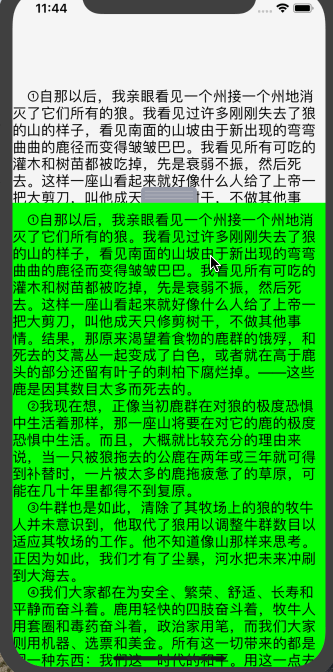 11:44
①自那以后，我亲眼看见一个州接一个州地消
灭了它们所有的狼。我看见过许多刚刚失去了狼
的山的样子，看见南面的山坡由于新出现的弯弯
曲曲的鹿径而变得皱皱巴巴。我看见所有可吃的
灌木和树苗都被吃掉，先是衰弱不振，然后死
去。这样一座山看起来就好像什么人给了上帝一
把大剪刀，叫他成天 干，不做其他事
①自那以后，我亲眼看见一个州接一个州地消
灭了它们所有的狼。我看见过许多刚刚失去了狼
的山的样子，看见南面的山坡由于新出现的弯弯
曲曲的鹿径而变得皱皱巴巴。我看见所有可吃的
灌木和树苗都被吃掉，先是衰弱不振，然后死
去。这样一座山看起来就好像什么人给了上帝一
把大剪刀，叫他成天只修剪树干，不做其他事
情。结果，那原来渴望着食物的鹿群的饿殍，和
死去的艾蒿丛一起变成了白色，或者就在高于鹿
头的部分还留有叶子的刺柏下腐烂掉。——这些
鹿是因其数目太多而死去的。
②我现在想，正像当初鹿群在对狼的极度恐惧
中生活着那样，那一座山将要在对它的鹿的极度
恐惧中生活。而且，大概就比较充分的理由来
说，当一只被狼拖去的公鹿在两年或三年就可得
到补替时，一片被太多的鹿拖疲惫了的草原，可
能在几十年里都得不到复原。
③牛群也是如此，清除了其牧场上的狼的牧牛
人并未意识到，他取代了狼用以调整牛群数目以
适应其牧场的工作。他不知道像山那样来思考。
正因为如此，我们才有了尘暴，河水把未来冲刷
到大海去。
④我们大家都在为安全、繁荣、舒适、长寿和
平静而奋斗着。鹿用轻快的四肢奋斗着，牧牛人
用套圈和毒药奋斗着，政治家用笔，而我们大家
则用机器、选票和美金。所有这一切带来的都是
一种东西：我们这一时代的和平。用这一点去